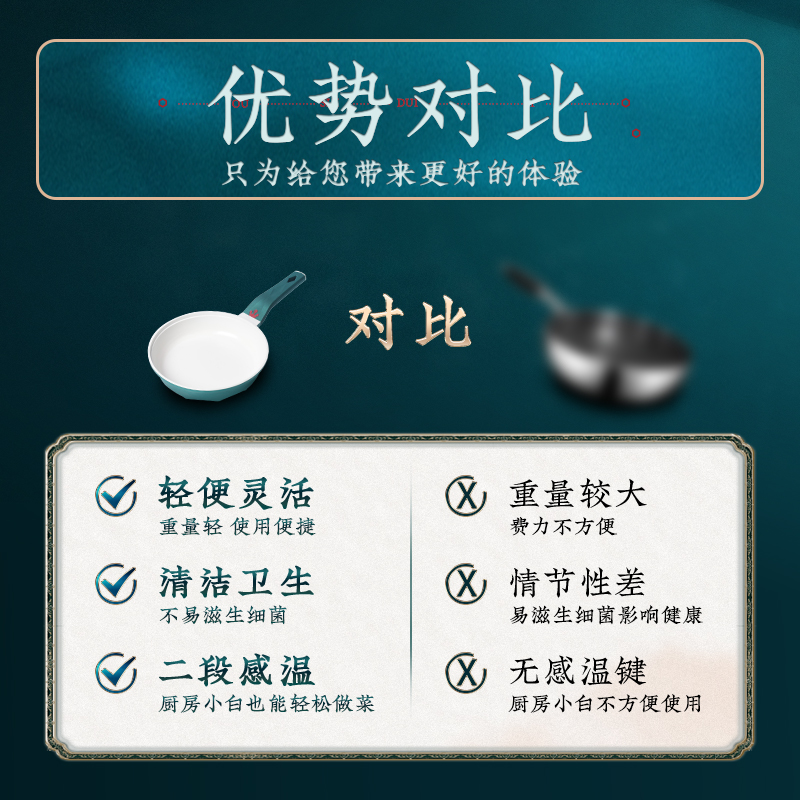 优势对比
只为给您带来更好的体验
对比
轻便灵活
重量轻 使用便捷
清洁卫生
不易滋生细菌
二段感温
厨房小白也能轻松做菜
重量较大
费力不方便
情节性差
易滋生细菌影响健康
无感温键
厨房小白不方便使用